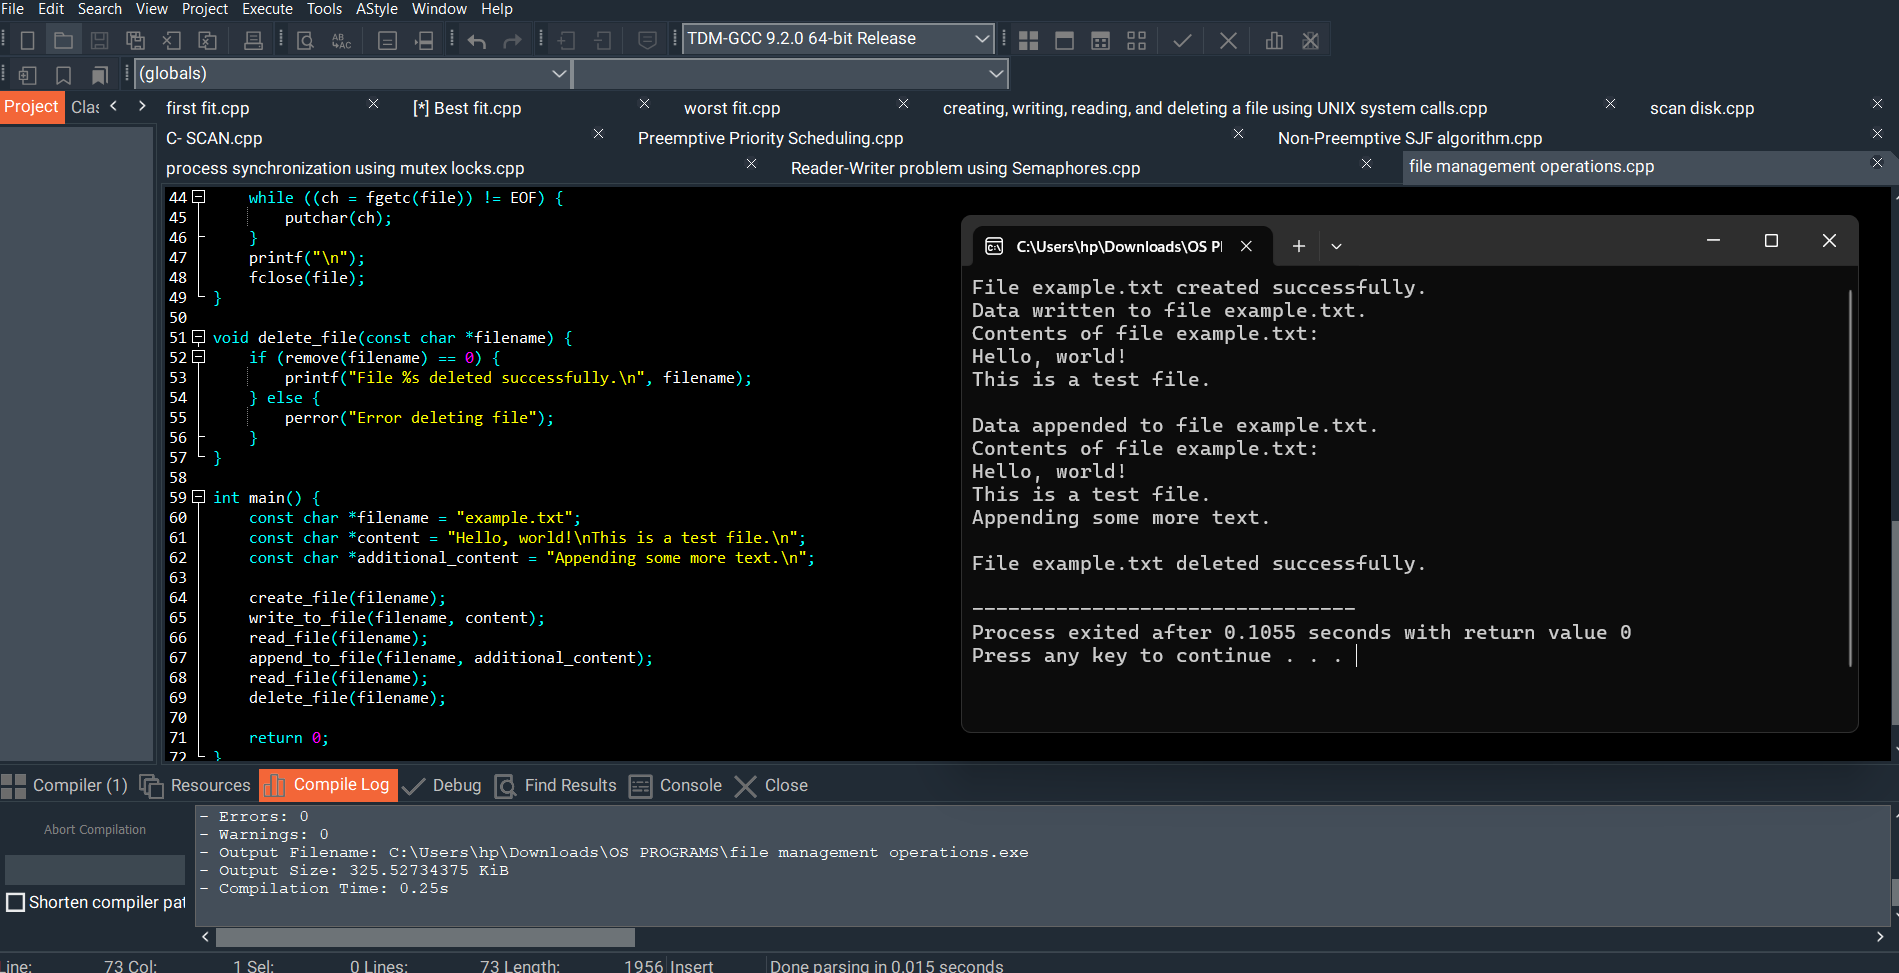 File Edit Search View Project Execute Tools AStyle Window Help
TDM-GCC 9.2.0 64-bit Release
(globals)
Project Clas
first fit.cpp [*] Best fit.cpp worst fit.cpp creating, writing, reading, and deleting a file using UNIX system calls.cpp scan disk.cpp
C- SCAN.cpp Preemptive Priority Scheduling.cpp Non-Preemptive SJF algorithm.cpp
process synchronization using mutex locks.cpp Reader-Writer problem using Semaphores.cpp file management operations.cpp
44 while ((ch = fgetc(file)) != EOF) {
45 putchar(ch);
46 }
47 printf("\n");
48 fclose(file);
49 }
50
51 void delete_file(const char *filename) {
52 if (remove(filename) == 0) {
53 printf("File %s deleted successfully.\n", filename);
54 } else {
55 perror("Error deleting file");
56 }
57 }
58
59 int main() {
60 const char *filename = "example.txt";
61 const char *content = "Hello, world!\nThis is a test file.\n";
62 const char *additional_content = "Appending some more text.\n";
63
64 create_file(filename);
65 write_to_file(filename, content);
66 read_file(filename);
67 append_to_file(filename, additional_content);
68 read_file(filename);
69 delete_file(filename);
70
71 return 0;
72 }
C:\Users\hp\Downloads\OS P
File example.txt created successfully.
Data written to file example.txt.
Contents of file example.txt:
Hello, world!
This is a test file.
Data appended to file example.txt.
Contents of file example.txt:
Hello, world!
This is a test file.
Appending some more text.
File example.txt deleted successfully.
--------------------------------
Process exited after 0.1055 seconds with return value 0
Press any key to continue . . .
Compiler (1) Resources Compile Log Debug Find Results Console Close
Abort Compilation
Shorten compiler pat
- Errors: 0
- Warnings: 0
- Output Filename: C:\Users\hp\Downloads\OS PROGRAMS\file management operations.exe
- Output Size: 325.52734375 KiB
- Compilation Time: 0.25s
Line: 73 Col: 1 Sel: 0 Lines: 73 Length: 1956 Insert Done parsing in 0.015 seconds